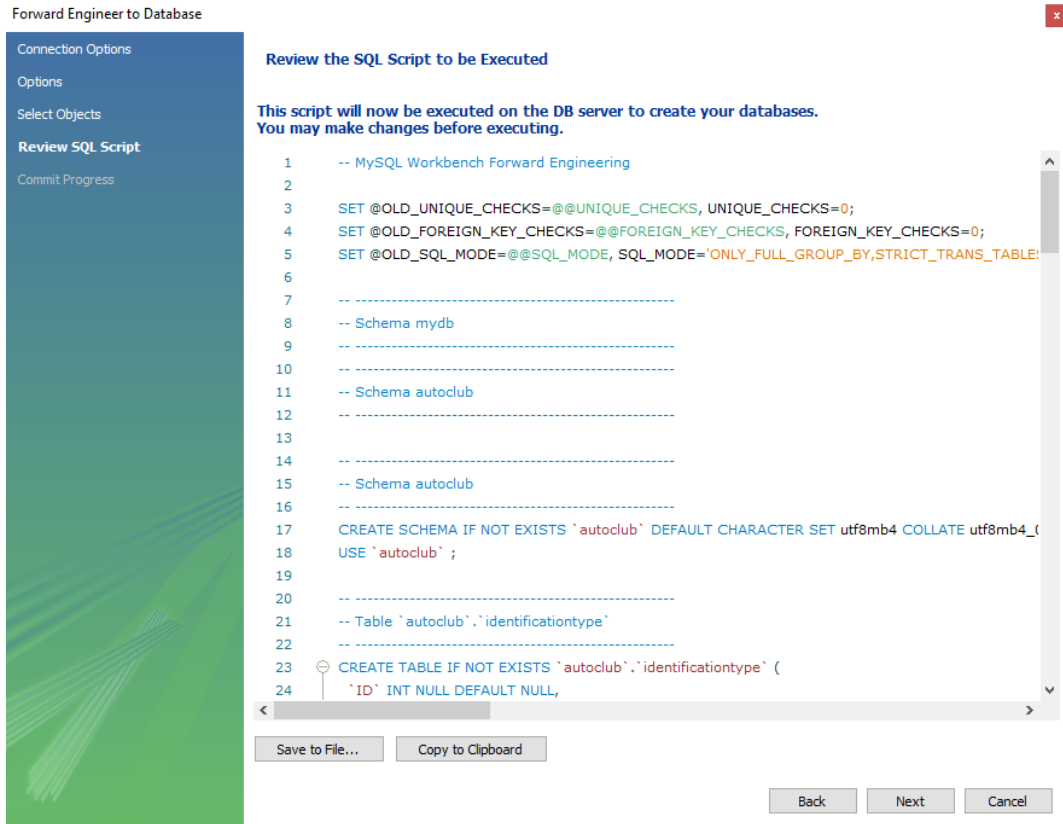 Forward Engineer to Database
x
Connection Options
Options
Select Objects
Review SQL Script
Commit Progress
Review the SQL Script to be Executed
This script will now be executed on the DB server to create your databases.
You may make changes before executing.
1 -- MySQL Workbench Forward Engineering
2
3 SET @OLD_UNIQUE_CHECKS=@@UNIQUE_CHECKS, UNIQUE_CHECKS=0;
4 SET @OLD_FOREIGN_KEY_CHECKS=@@FOREIGN_KEY_CHECKS, FOREIGN_KEY_CHECKS=0;
5 SET @OLD_SQL_MODE=@@SQL_MODE, SQL_MODE='ONLY_FULL_GROUP_BY,STRICT_TRANS_TABLES
6
7 -- -----------------------------------------------------
8 -- Schema mydb
9 -- -----------------------------------------------------
10 -- -----------------------------------------------------
11 -- Schema autoclub
12 -- -----------------------------------------------------
13
14 -- -----------------------------------------------------
15 -- Schema autoclub
16 -- -----------------------------------------------------
17 CREATE SCHEMA IF NOT EXISTS `autoclub` DEFAULT CHARACTER SET utf8mb4 COLLATE utf8mb4_
18 USE `autoclub` ;
19
20 -- -----------------------------------------------------
21 -- Table `autoclub`.`identificationtype`
22 -- -----------------------------------------------------
23 CREATE TABLE IF NOT EXISTS `autoclub`.`identificationtype` (
24 `ID` INT NULL DEFAULT NULL,
Save to File...
Copy to Clipboard
Back
Next
Cancel